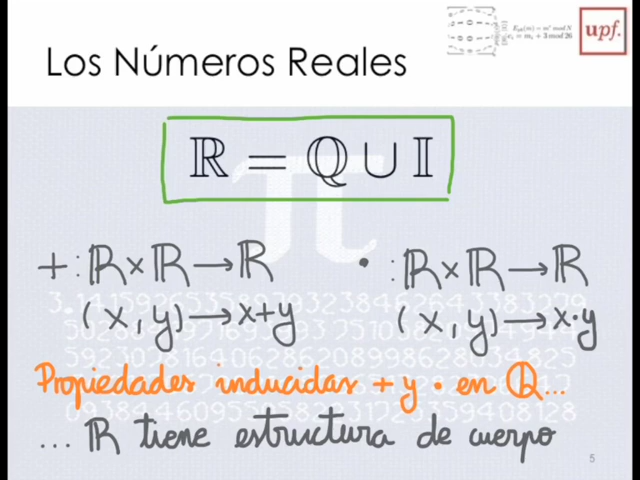 upf.
Los Números Reales
ℝ = ℚ ∪ 𝕀
+ : ℝ×ℝ → ℝ
(x, y) → x+y
• : ℝ×ℝ → ℝ
(x, y) → x•y
Propiedades inducidas + y • en ℚ...
... ℝ tiene estructura de cuerpo
5